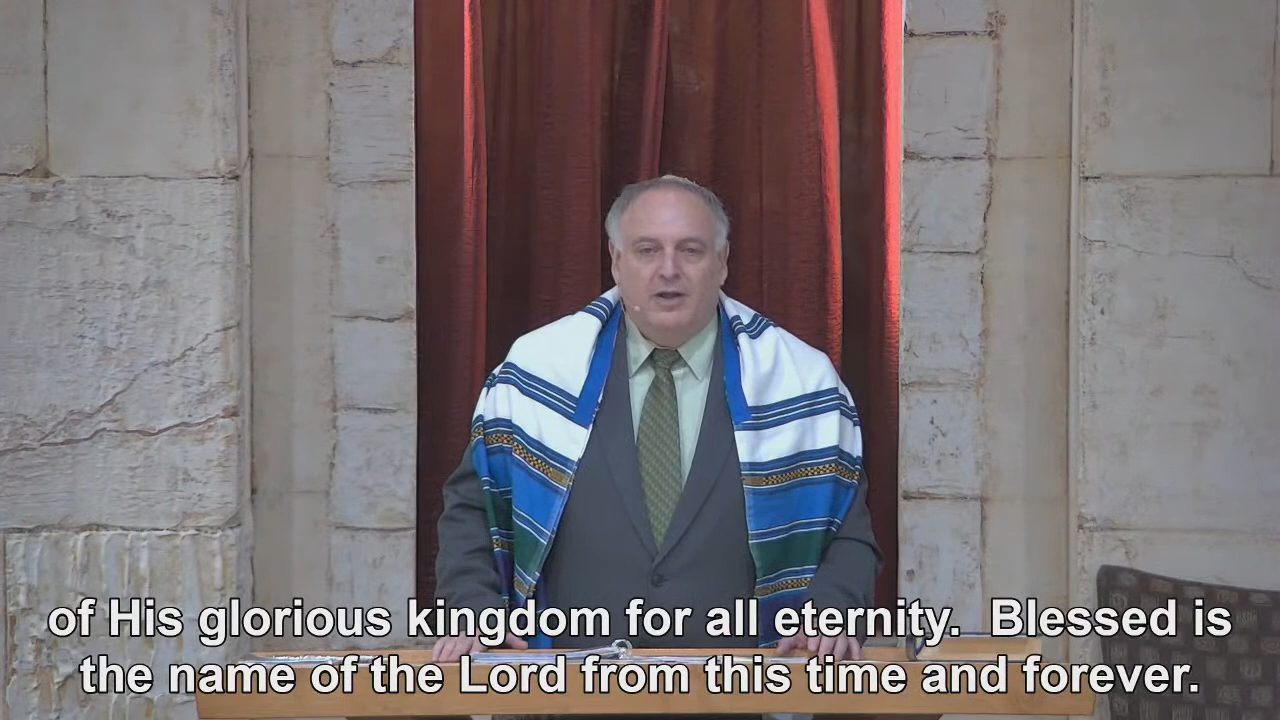 of His glorious kingdom for all eternity.  Blessed is
the name of the Lord from this time and forever.